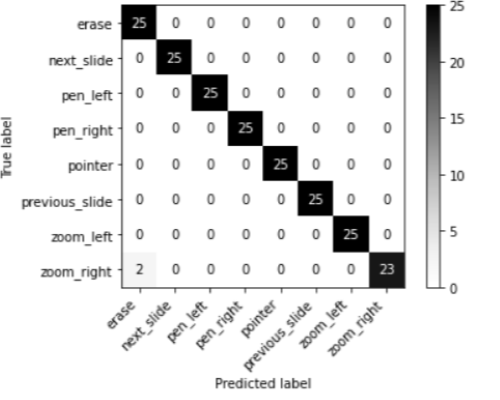 erase 25 0 0 0 0 0 0 0
next_slide 0 25 0 0 0 0 0 0
pen_left 0 0 25 0 0 0 0 0
pen_right 0 0 0 25 0 0 0 0
pointer 0 0 0 0 25 0 0 0
previous_slide 0 0 0 0 0 25 0 0
zoom_left 0 0 0 0 0 0 25 0
zoom_right 2 0 0 0 0 0 0 23
True label
erase
next_slide
pen_left
pen_right
pointer
previous_slide
zoom_left
zoom_right
Predicted label
25
20
15
10
5
0